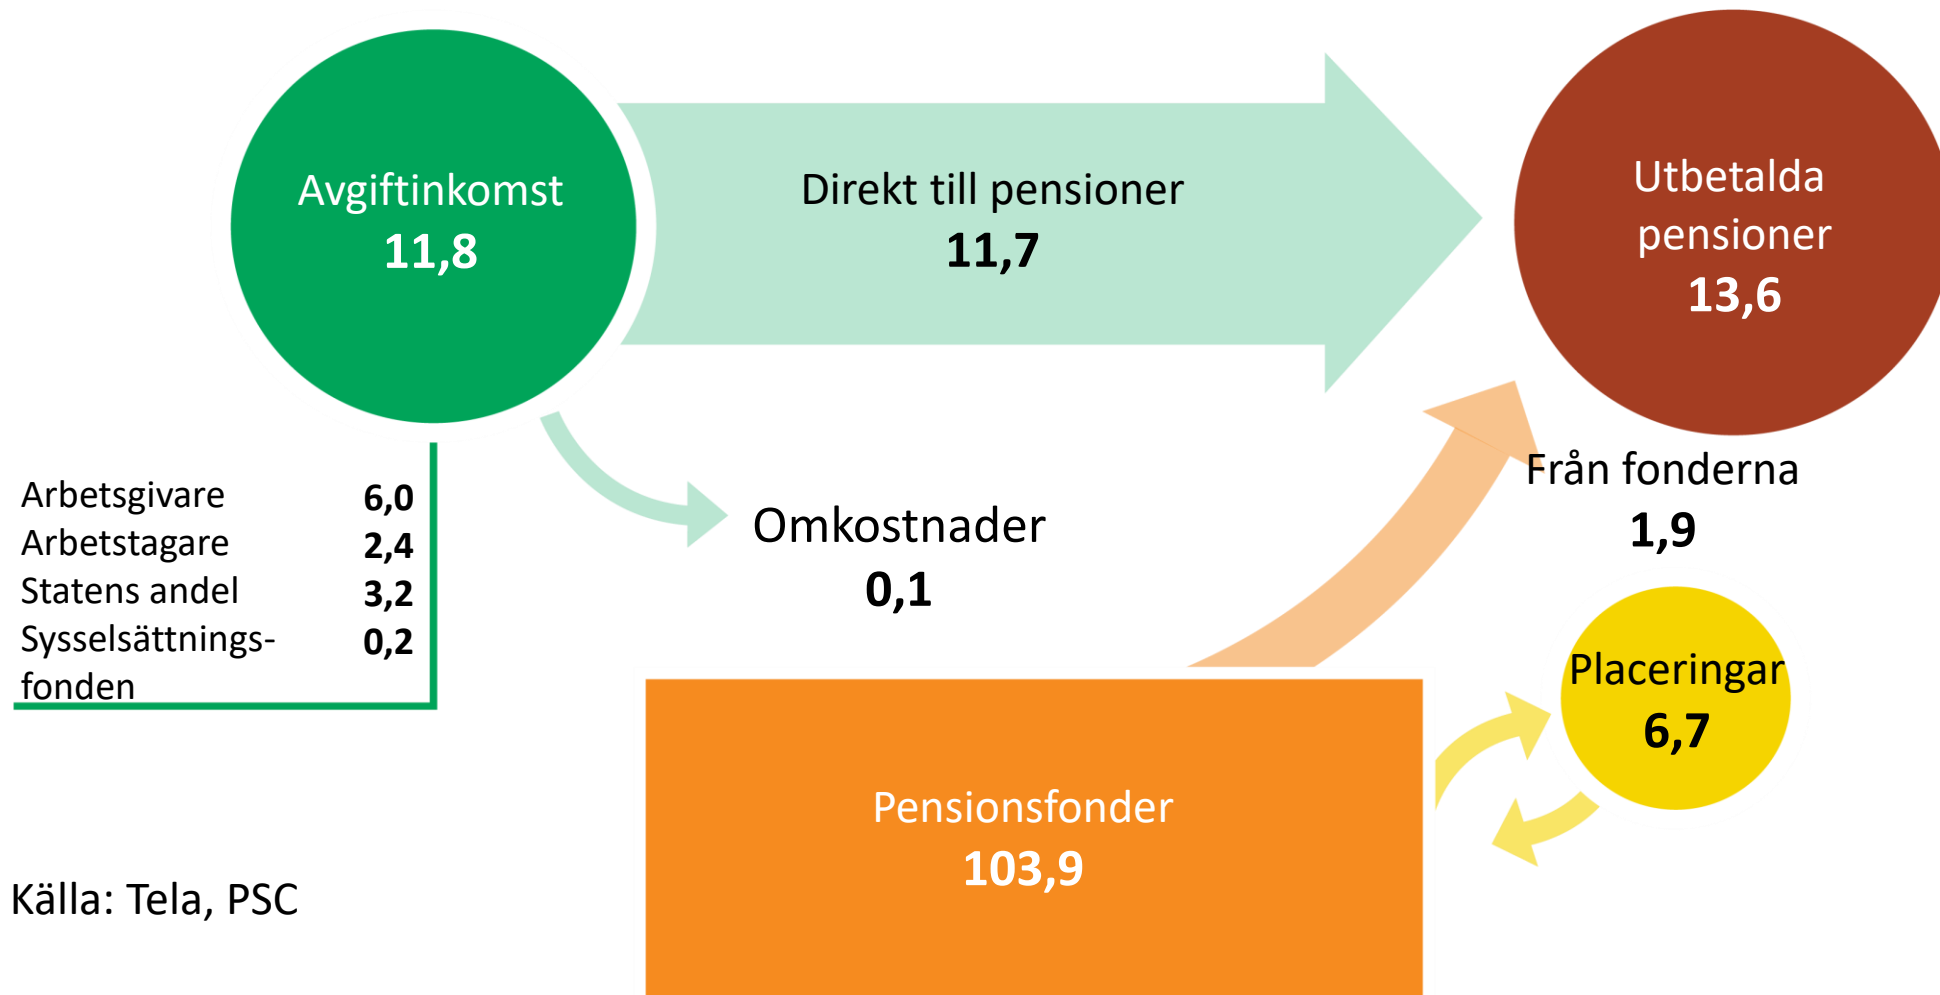 Avgiftinkomst
11,8
Direkt till pensioner
11,7
Utbetalda
pensioner
13,6
Arbetsgivare 6,0
Arbetstagare 2,4
Statens andel 3,2
Sysselsättnings- 0,2
fonden
Omkostnader
0,1
Från fonderna
1,9
Placeringar
6,7
Pensionsfonder
103,9
Källa: Tela, PSC